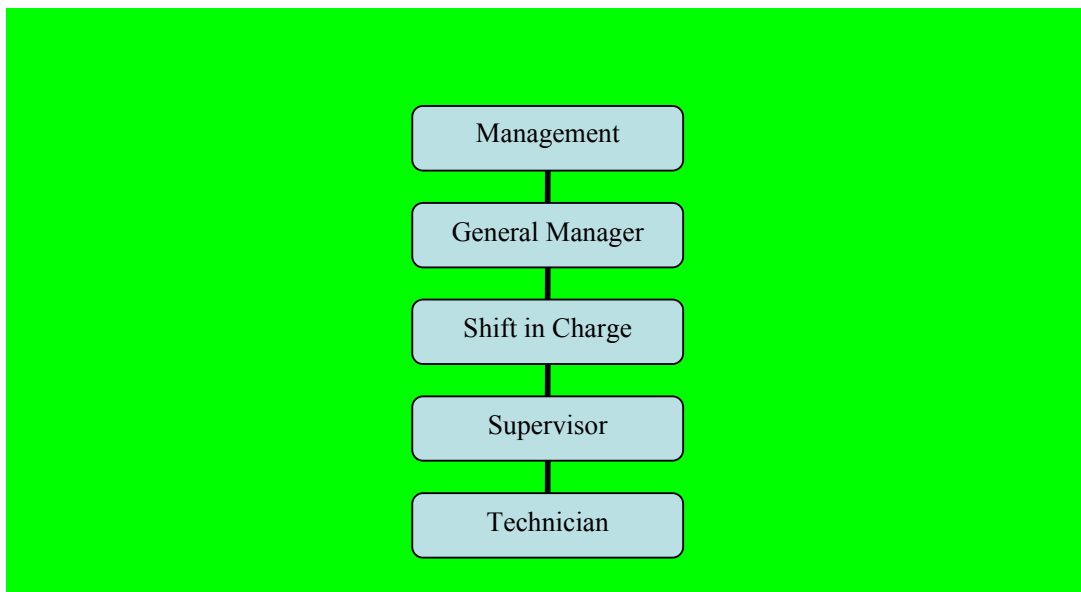 Management
General Manager
Shift in Charge
Supervisor
Technician